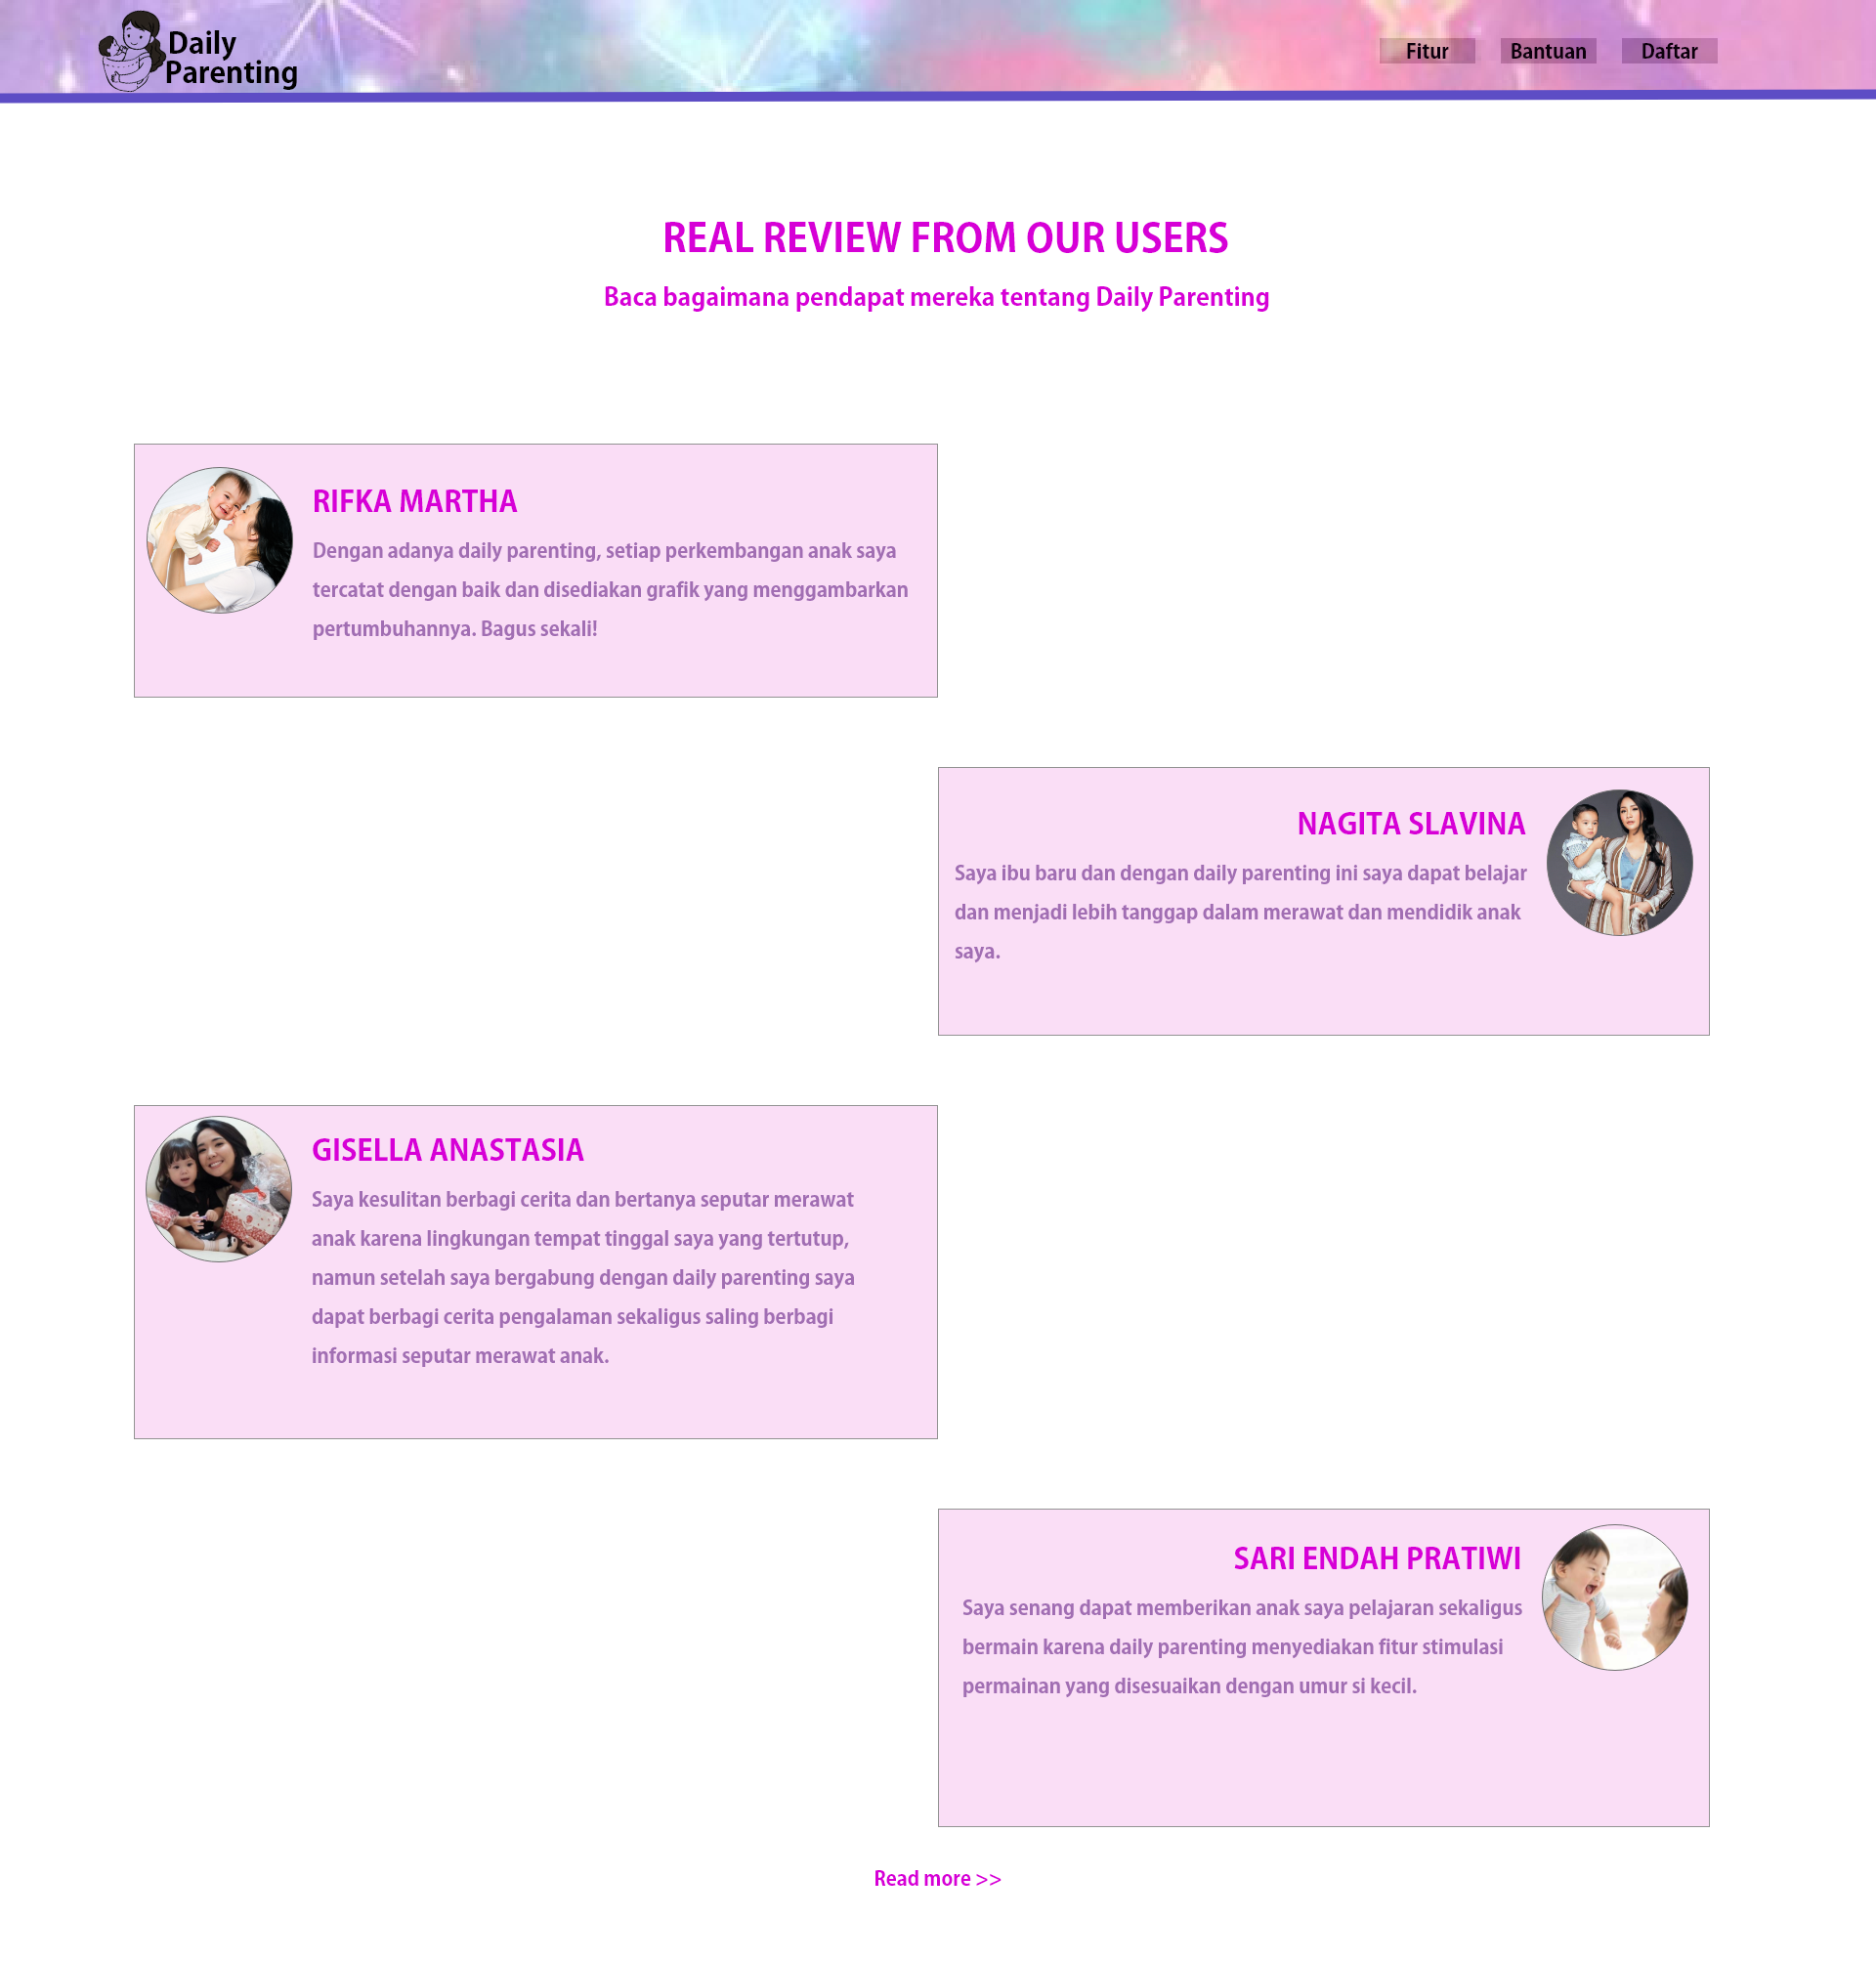 Daily
Parenting
Fitur
Bantuan
Daftar
REAL REVIEW FROM OUR USERS
Baca bagaimana pendapat mereka tentang Daily Parenting
RIFKA MARTHA
Dengan adanya daily parenting, setiap perkembangan anak saya
tercatat dengan baik dan disediakan grafik yang menggambarkan
pertumbuhannya. Bagus sekali!
NAGITA SLAVINA
Saya ibu baru dan dengan daily parenting ini saya dapat belajar
dan menjadi lebih tanggap dalam merawat dan mendidik anak
saya.
GISELLA ANASTASIA
Saya kesulitan berbagi cerita dan bertanya seputar merawat
anak karena lingkungan tempat tinggal saya yang tertutup,
namun setelah saya bergabung dengan daily parenting saya
dapat berbagi cerita pengalaman sekaligus saling berbagi
informasi seputar merawat anak.
SARI ENDAH PRATIWI
Saya senang dapat memberikan anak saya pelajaran sekaligus
bermain karena daily parenting menyediakan fitur stimulasi
permainan yang disesuaikan dengan umur si kecil.
Read more >>